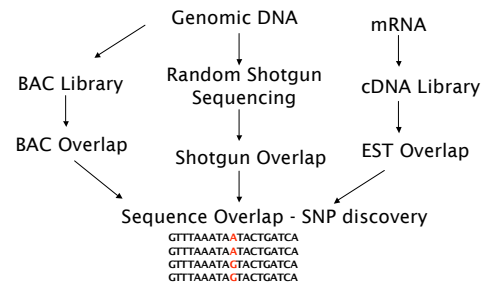 Genomic DNA
mRNA
BAC Library
Random Shotgun
Sequencing
cDNA Library
BAC Overlap
Shotgun Overlap
EST Overlap
Sequence Overlap - SNP discovery
GTTTAAATAATACTGATCA
GTTTAAATAATACTGATCA
GTTTAAATAGTACTGATCA
GTTTAAATAGTACTGATCA